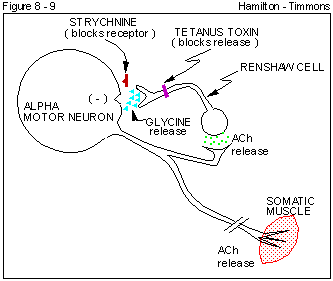 Figure 8 - 9
Hamilton - Timmons
STRYCHNINE
( blocks receptor )
TETANUS TOXIN
( blocks release )
RENSHAW CELL
( - )
ALPHA
MOTOR NEURON
GLYCINE
release
ACh
release
SOMATIC
MUSCLE
ACh
release